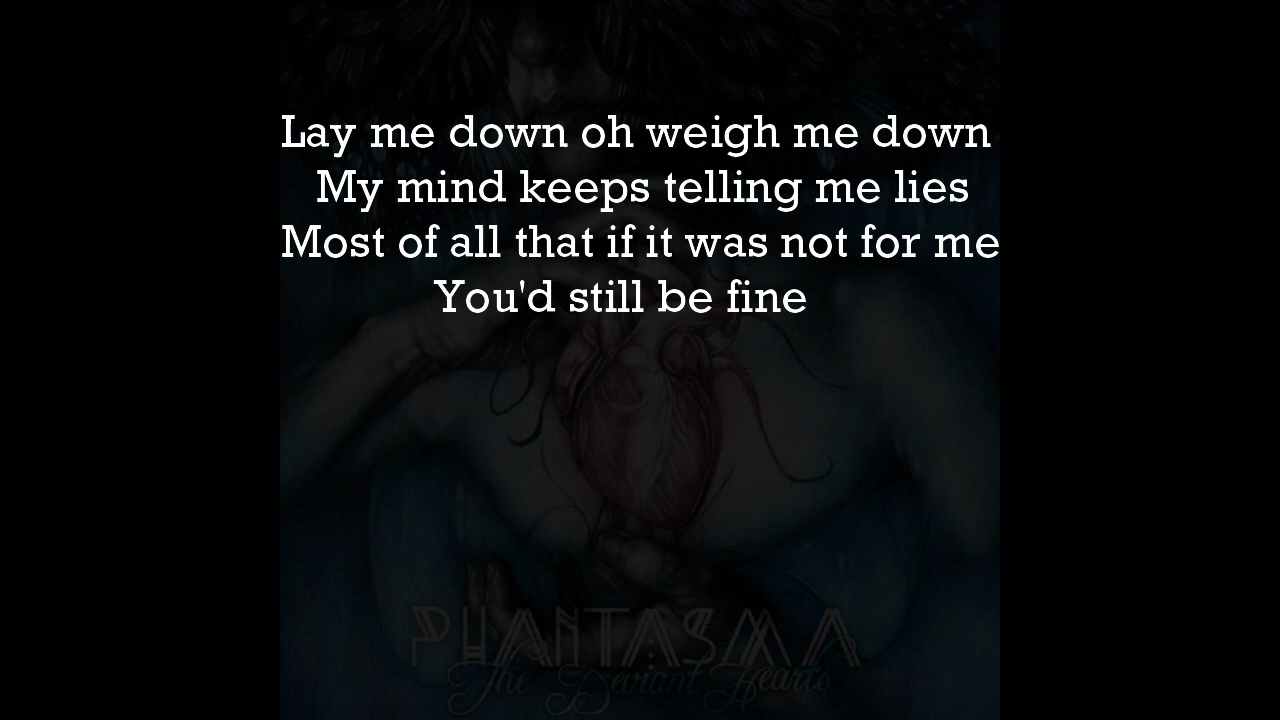 Lay me down oh weigh me down
My mind keeps telling me lies
Most of all that if it was not for me
You'd still be fine
PHANTASMA
The Deviant Hearts